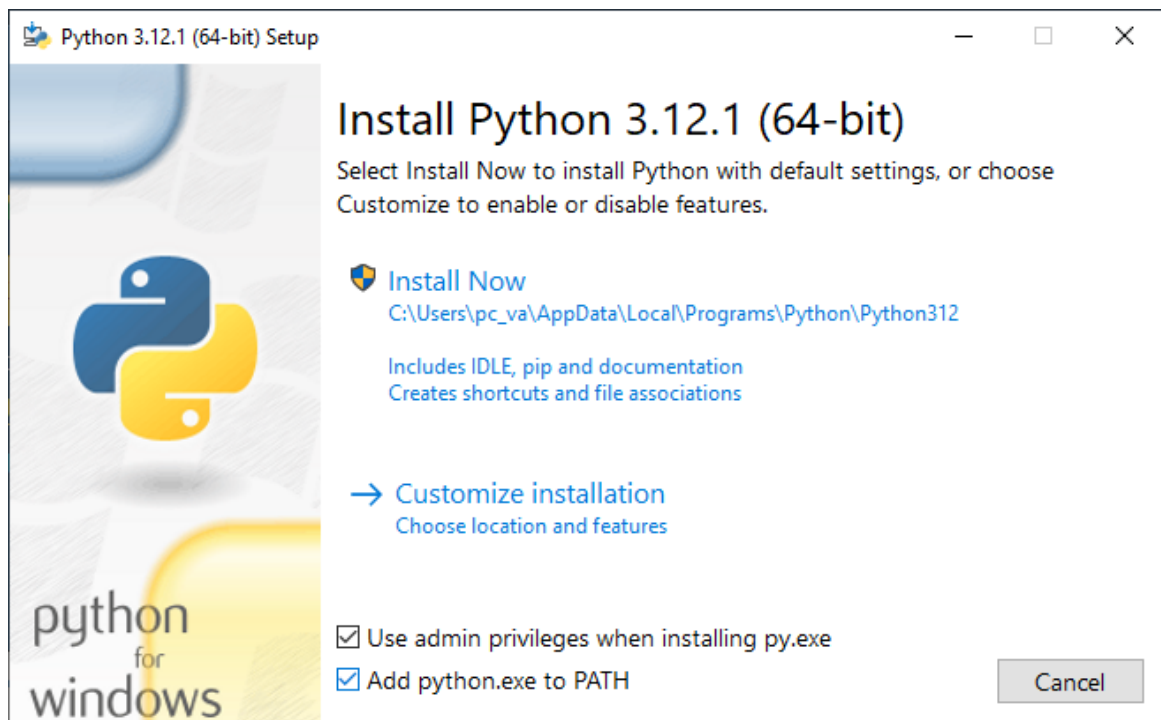 Python 3.12.1 (64-bit) Setup
Install Python 3.12.1 (64-bit)
Select Install Now to install Python with default settings, or choose
Customize to enable or disable features.
Install Now
C:\Users\pc_va\AppData\Local\Programs\Python\Python312
Includes IDLE, pip and documentation
Creates shortcuts and file associations
Customize installation
Choose location and features
python
for
windows
Use admin privileges when installing py.exe
Add python.exe to PATH
Cancel